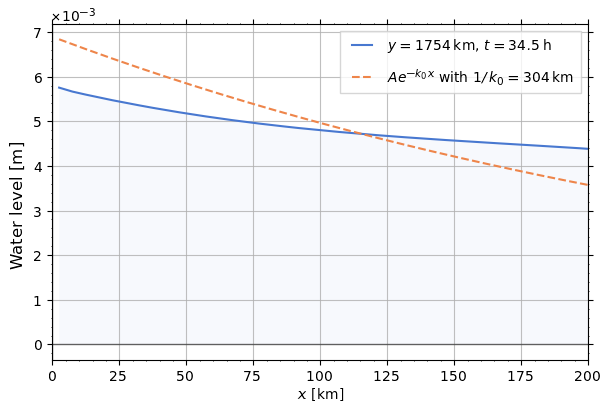 ×10⁻³
7
6
5
4
3
2
1
0
Water level [m]
y = 1754 km, t = 34.5 h
Ae^{-k₀x} with 1/k₀ = 304 km
0 25 50 75 100 125 150 175 200
x [km]